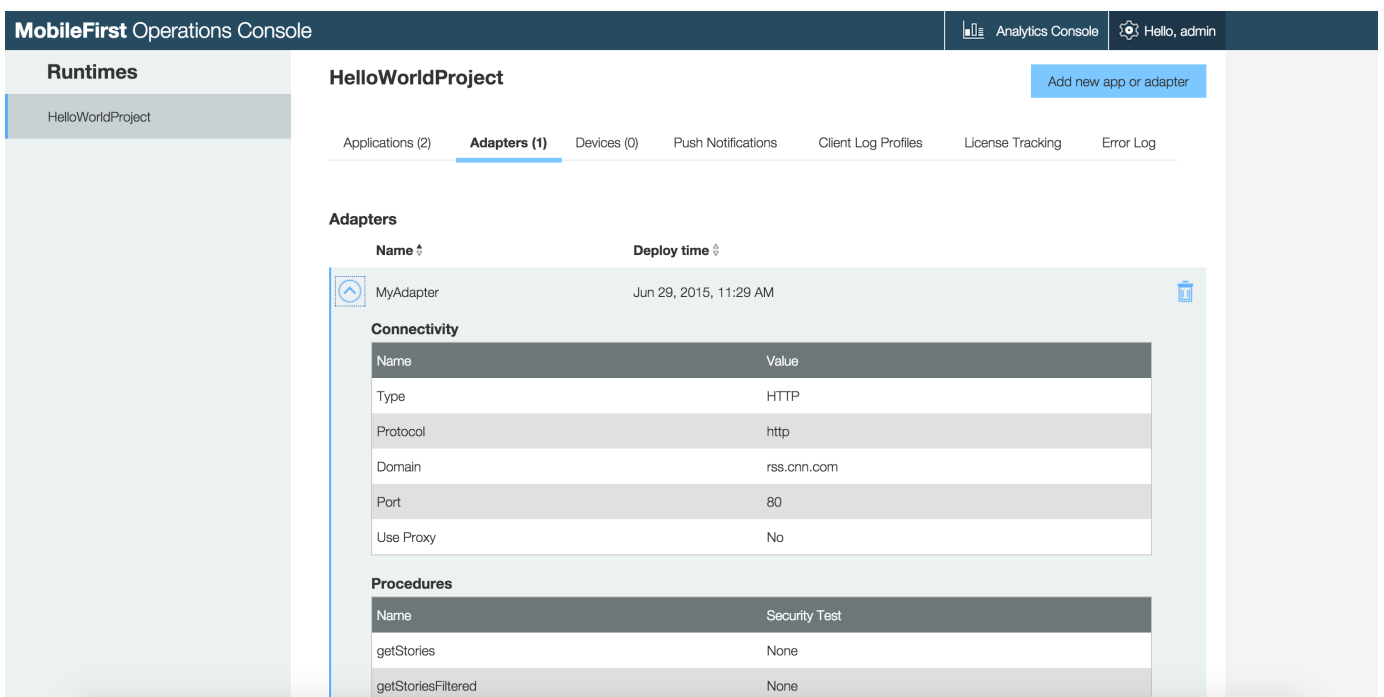 MobileFirst Operations Console Analytics Console Hello, admin
Runtimes
HelloWorldProject
HelloWorldProject Add new app or adapter
Applications (2) Adapters (1) Devices (0) Push Notifications Client Log Profiles License Tracking Error Log
Adapters
Name Deploy time
MyAdapter Jun 29, 2015, 11:29 AM
Connectivity
Name Value
Type HTTP
Protocol http
Domain rss.cnn.com
Port 80
Use Proxy No
Procedures
Name Security Test
getStories None
getStoriesFiltered None